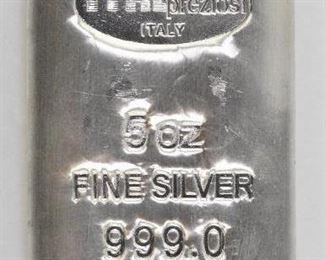 preziosi
ITALY
5 oz
FINE SILVER
999.0